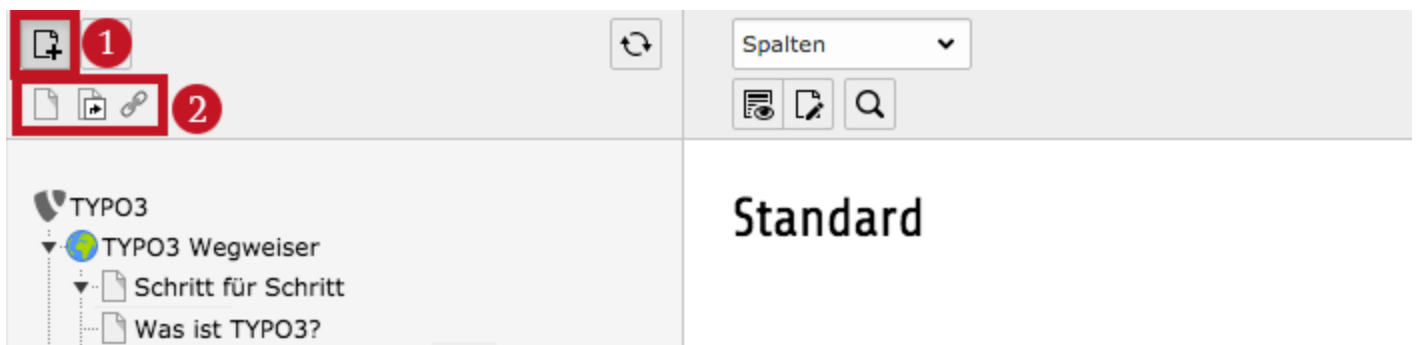 1
Spalten
2
TYPO3
TYPO3 Wegweiser
Schritt für Schritt
Was ist TYPO3?
Standard